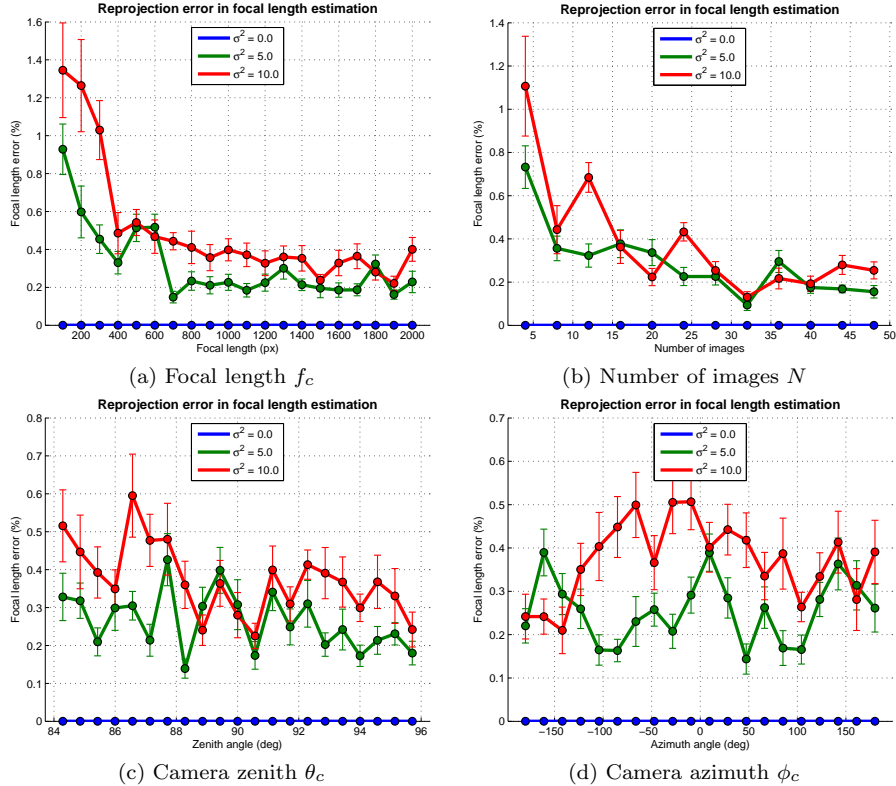 Reprojection error in focal length estimation
1.6
1.4
1.2
1
0.8
0.6
0.4
0.2
0
Focal length error (%)
σ² = 0.0
σ² = 5.0
σ² = 10.0
200 400 600 800 1000 1200 1400 1600 1800 2000
Focal length (px)
(a) Focal length f_c
Reprojection error in focal length estimation
1.4
1.2
1
0.8
0.6
0.4
0.2
0
Focal length error (%)
σ² = 0.0
σ² = 5.0
σ² = 10.0
5 10 15 20 25 30 35 40 45 50
Number of images
(b) Number of images N
Reprojection error in focal length estimation
0.8
0.7
0.6
0.5
0.4
0.3
0.2
0.1
0
Focal length error (%)
σ² = 0.0
σ² = 5.0
σ² = 10.0
84 86 88 90 92 94 96
Zenith angle (deg)
(c) Camera zenith θ_c
Reprojection error in focal length estimation
0.7
0.6
0.5
0.4
0.3
0.2
0.1
0
Focal length error (%)
σ² = 0.0
σ² = 5.0
σ² = 10.0
−150 −100 −50 0 50 100 150
Azimuth angle (deg)
(d) Camera azimuth ϕ_c